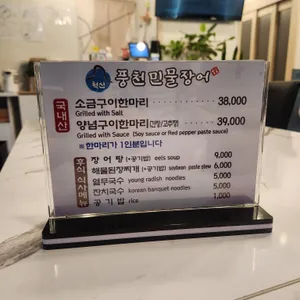 착한 풍천민물장어
국내산
소금구이한마리 38,000
Grilled with Salt
양념구이한마리(간장/고추장) 39,000
Grilled with Sauce (Soy sauce or Red pepper paste sauce)
※ 한마리가 1인분입니다
후식식사메뉴
장어탕(+공기밥) eels soup 9,000
해물된장찌개(+공기밥) soybean paste stew 6,000
열무국수 young radish noodles 5,000
잔치국수 korean banquet noodles 5,000
공기밥 rice 1,000